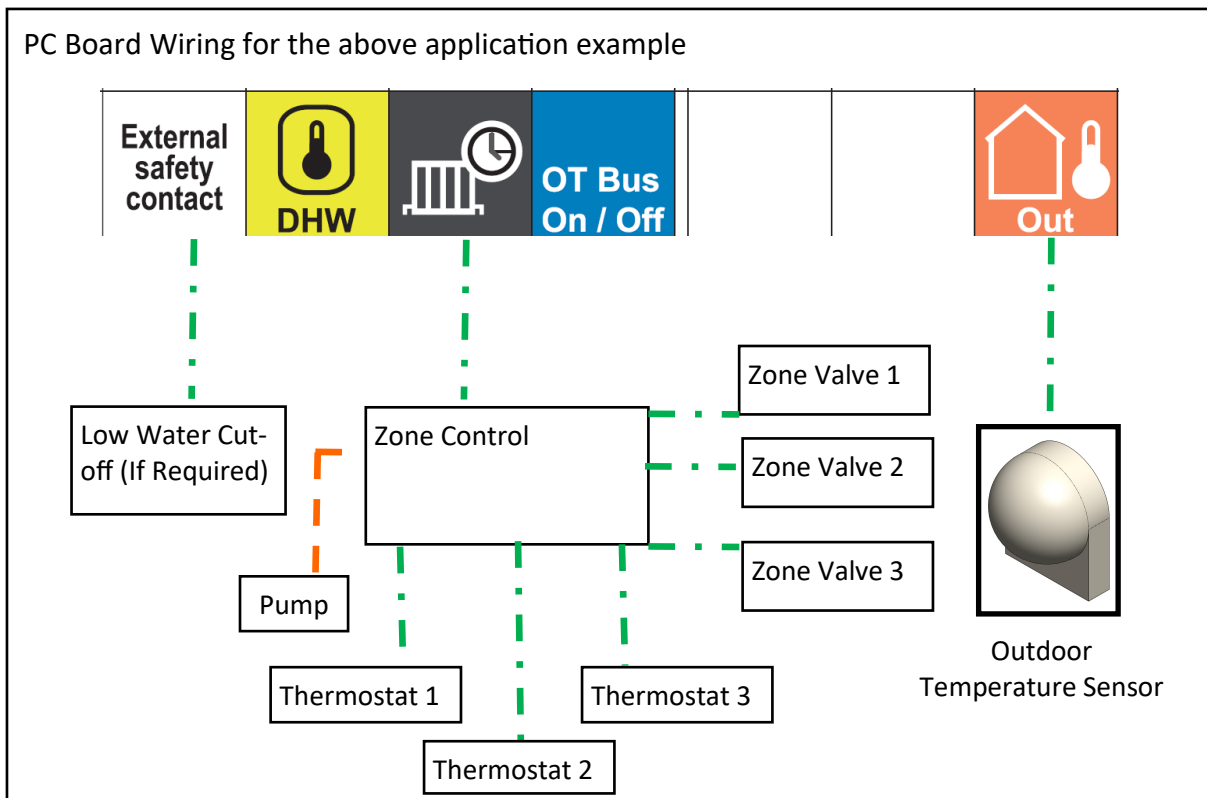 PC Board Wiring for the above application example
External
safety
contact
DHW
OT Bus
On / Off
Out
Zone Valve 1
Low Water Cut-
off (If Required)
Zone Control
Zone Valve 2
Zone Valve 3
Pump
Thermostat 1
Thermostat 3
Thermostat 2
Outdoor
Temperature Sensor